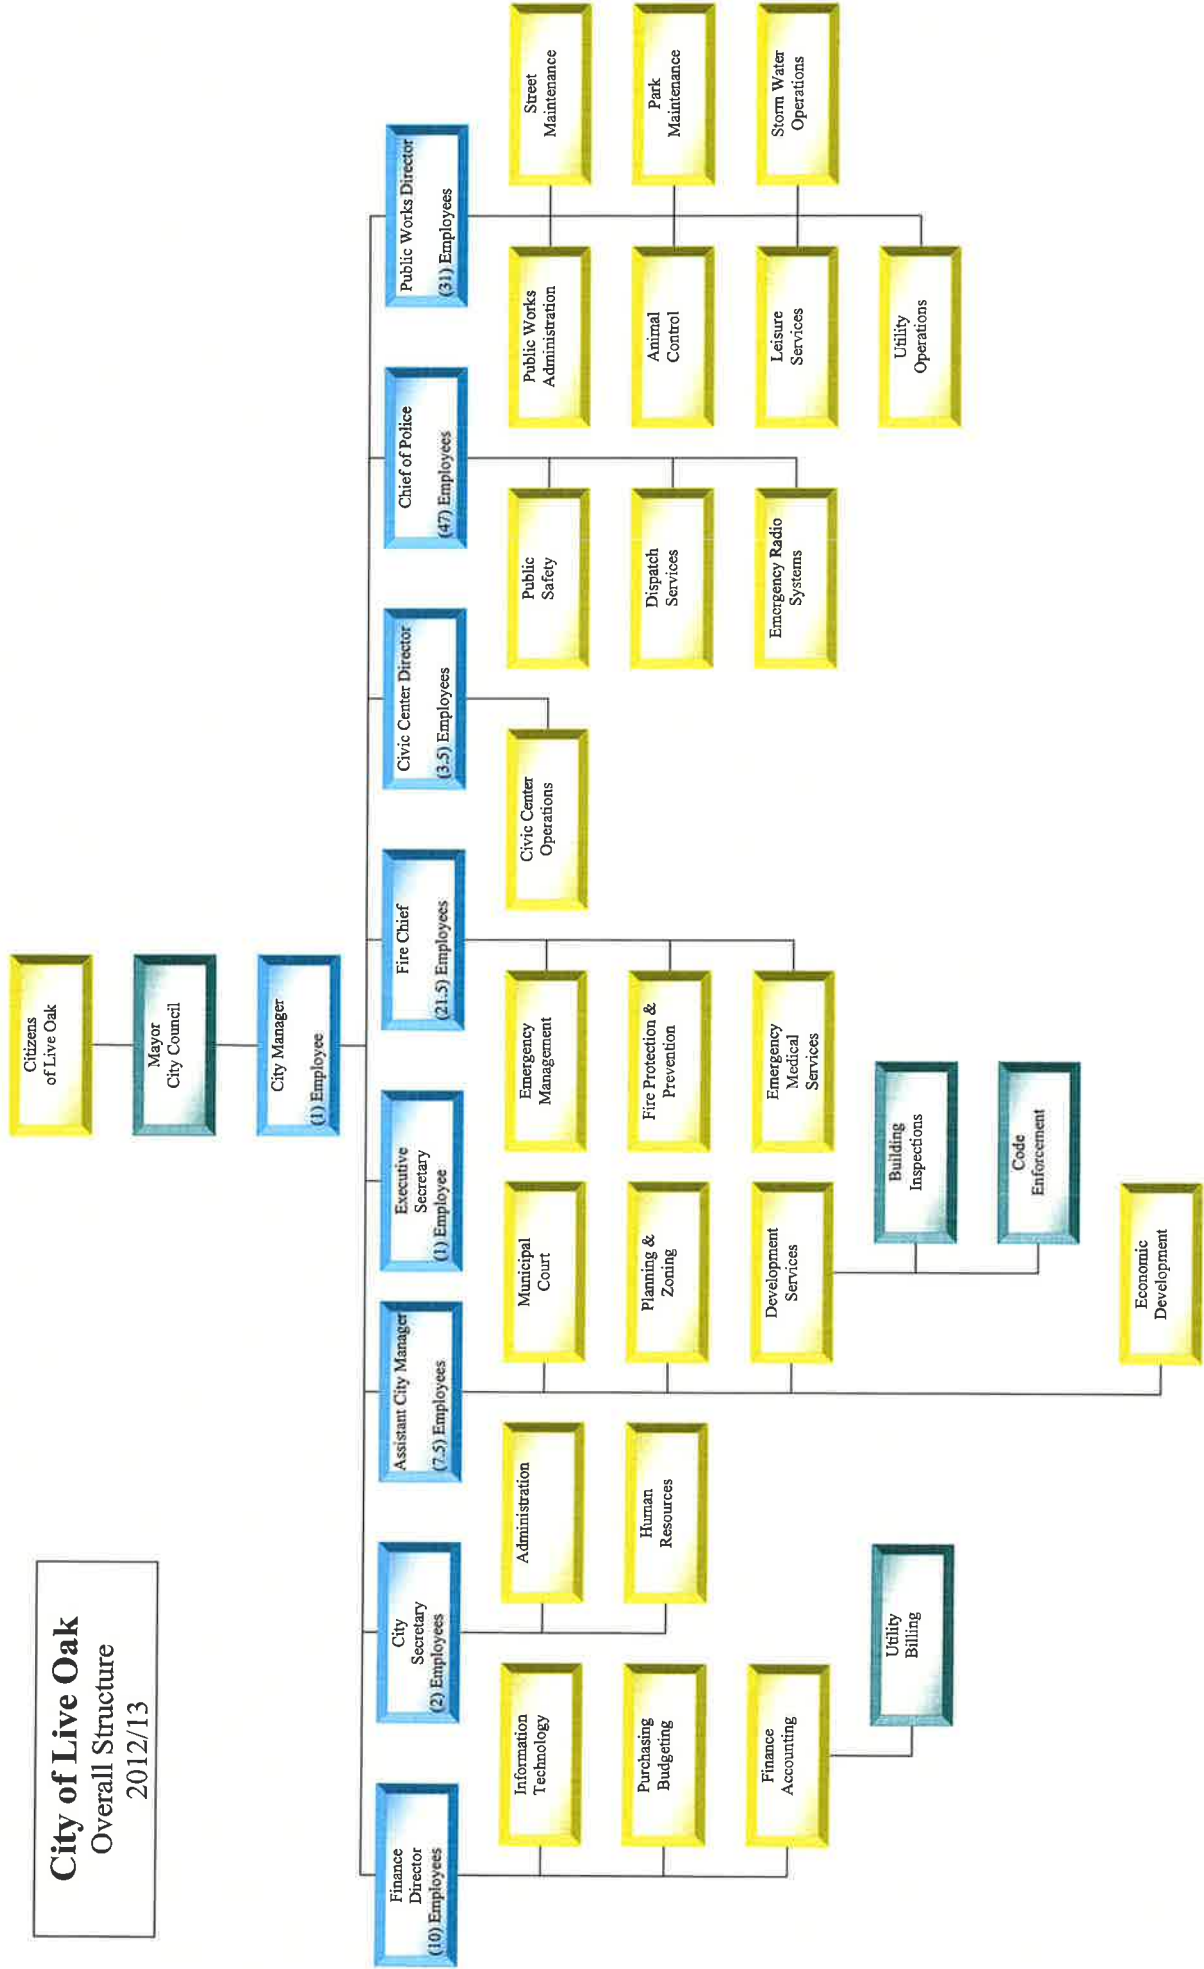 City of Live Oak
Overall Structure
2012/13
Citizens
of Live Oak
Mayor
City Council
City Manager
(1) Employee
Finance
Director
(10) Employees
City
Secretary
(2) Employees
Assistant City Manager
(7.5) Employees
Executive
Secretary
(1) Employee
Fire Chief
(21.5) Employees
Civic Center Director
(3.5) Employees
Chief of Police
(47) Employees
Public Works Director
(31) Employees
Information
Technology
Purchasing
Budgeting
Finance
Accounting
Utility
Billing
Administration
Human
Resources
Municipal
Court
Planning &
Zoning
Development
Services
Building
Inspections
Code
Enforcement
Economic
Development
Emergency
Management
Fire Protection &
Prevention
Emergency
Medical
Services
Civic Center
Operations
Public
Safety
Dispatch
Services
Emergency Radio
Systems
Public Works
Administration
Street
Maintenance
Animal
Control
Park
Maintenance
Leisure
Services
Storm Water
Operations
Utility
Operations